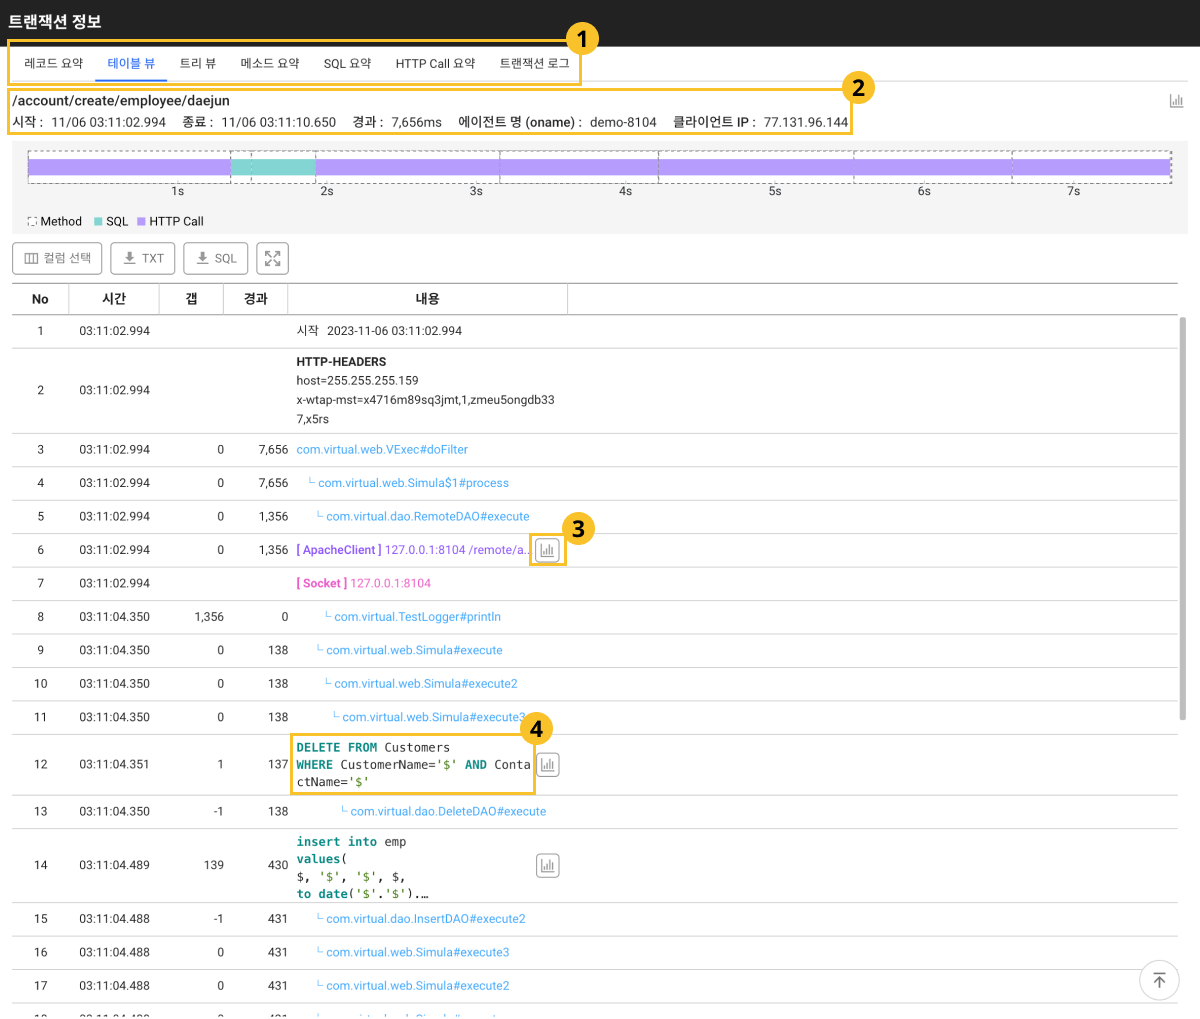 트랜잭션 정보
1
레코드 요약 테이블 뷰 트리 뷰 메소드 요약 SQL 요약 HTTP Call 요약 트랜잭션 로그
2
/account/create/employee/daejun
시작 : 11/06 03:11:02.994 종료 : 11/06 03:11:10.650 경과 : 7,656ms 에이전트 명 (oname) : demo-8104 클라이언트 IP : 77.131.96.144
1s 2s 3s 4s 5s 6s 7s
Method SQL HTTP Call
컬럼 선택 TXT SQL
No 시간 갭 경과 내용
1 03:11:02.994 시작 2023-11-06 03:11:02.994
HTTP-HEADERS
host=255.255.255.159
2 03:11:02.994
x-wtap-mst=x4716m89sq3jmt,1,zmeu5ongdb33
7,x5rs
3 03:11:02.994 0 7,656 com.virtual.web.VExec#doFilter
4 03:11:02.994 0 7,656 com.virtual.web.Simula$1#process
5 03:11:02.994 0 1,356 com.virtual.dao.RemoteDAO#execute
3
6 03:11:02.994 0 1,356 [ ApacheClient ] 127.0.0.1:8104 /remote/a..
7 03:11:02.994 [ Socket ] 127.0.0.1:8104
8 03:11:04.350 1,356 0 com.virtual.TestLogger#println
9 03:11:04.350 0 138 com.virtual.web.Simula#execute
10 03:11:04.350 0 138 com.virtual.web.Simula#execute2
11 03:11:04.350 0 138 com.virtual.web.Simula#execute3
4
DELETE FROM Customers
12 03:11:04.351 1 137 WHERE CustomerName='$' AND Conta
ctName='$'
13 03:11:04.350 -1 138 com.virtual.dao.DeleteDAO#execute
insert into emp
values(
14 03:11:04.489 139 430
$, '$', '$', $,
to date('$'.'$')….
15 03:11:04.488 -1 431 com.virtual.dao.InsertDAO#execute2
16 03:11:04.488 0 431 com.virtual.web.Simula#execute3
17 03:11:04.488 0 431 com.virtual.web.Simula#execute2